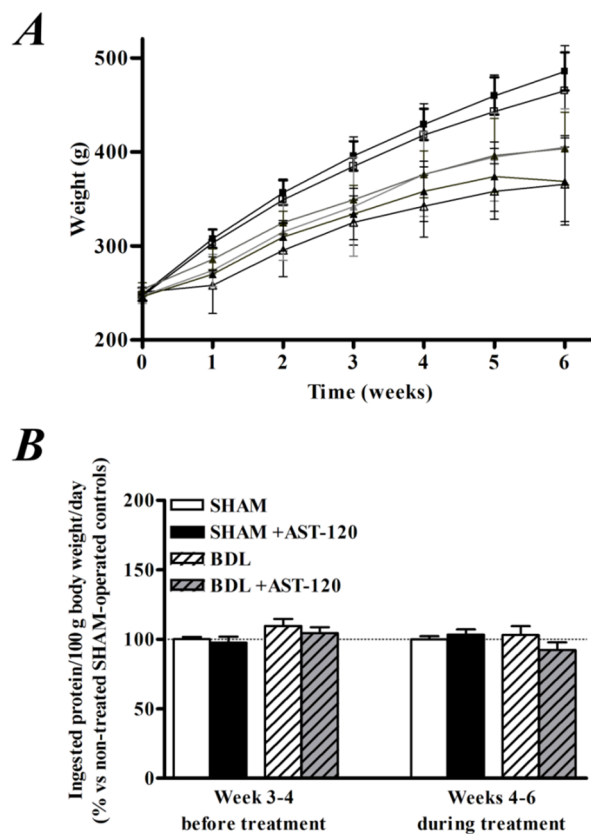 A
500
400
300
200
Weight (g)
0 1 2 3 4 5 6
Time (weeks)
B
Ingested protein/100 g body weight/day
(% vs non-treated SHAM-operated controls)
200
150
100
50
0
SHAM
SHAM +AST-120
BDL
BDL +AST-120
Week 3-4
before treatment
Weeks 4-6
during treatment